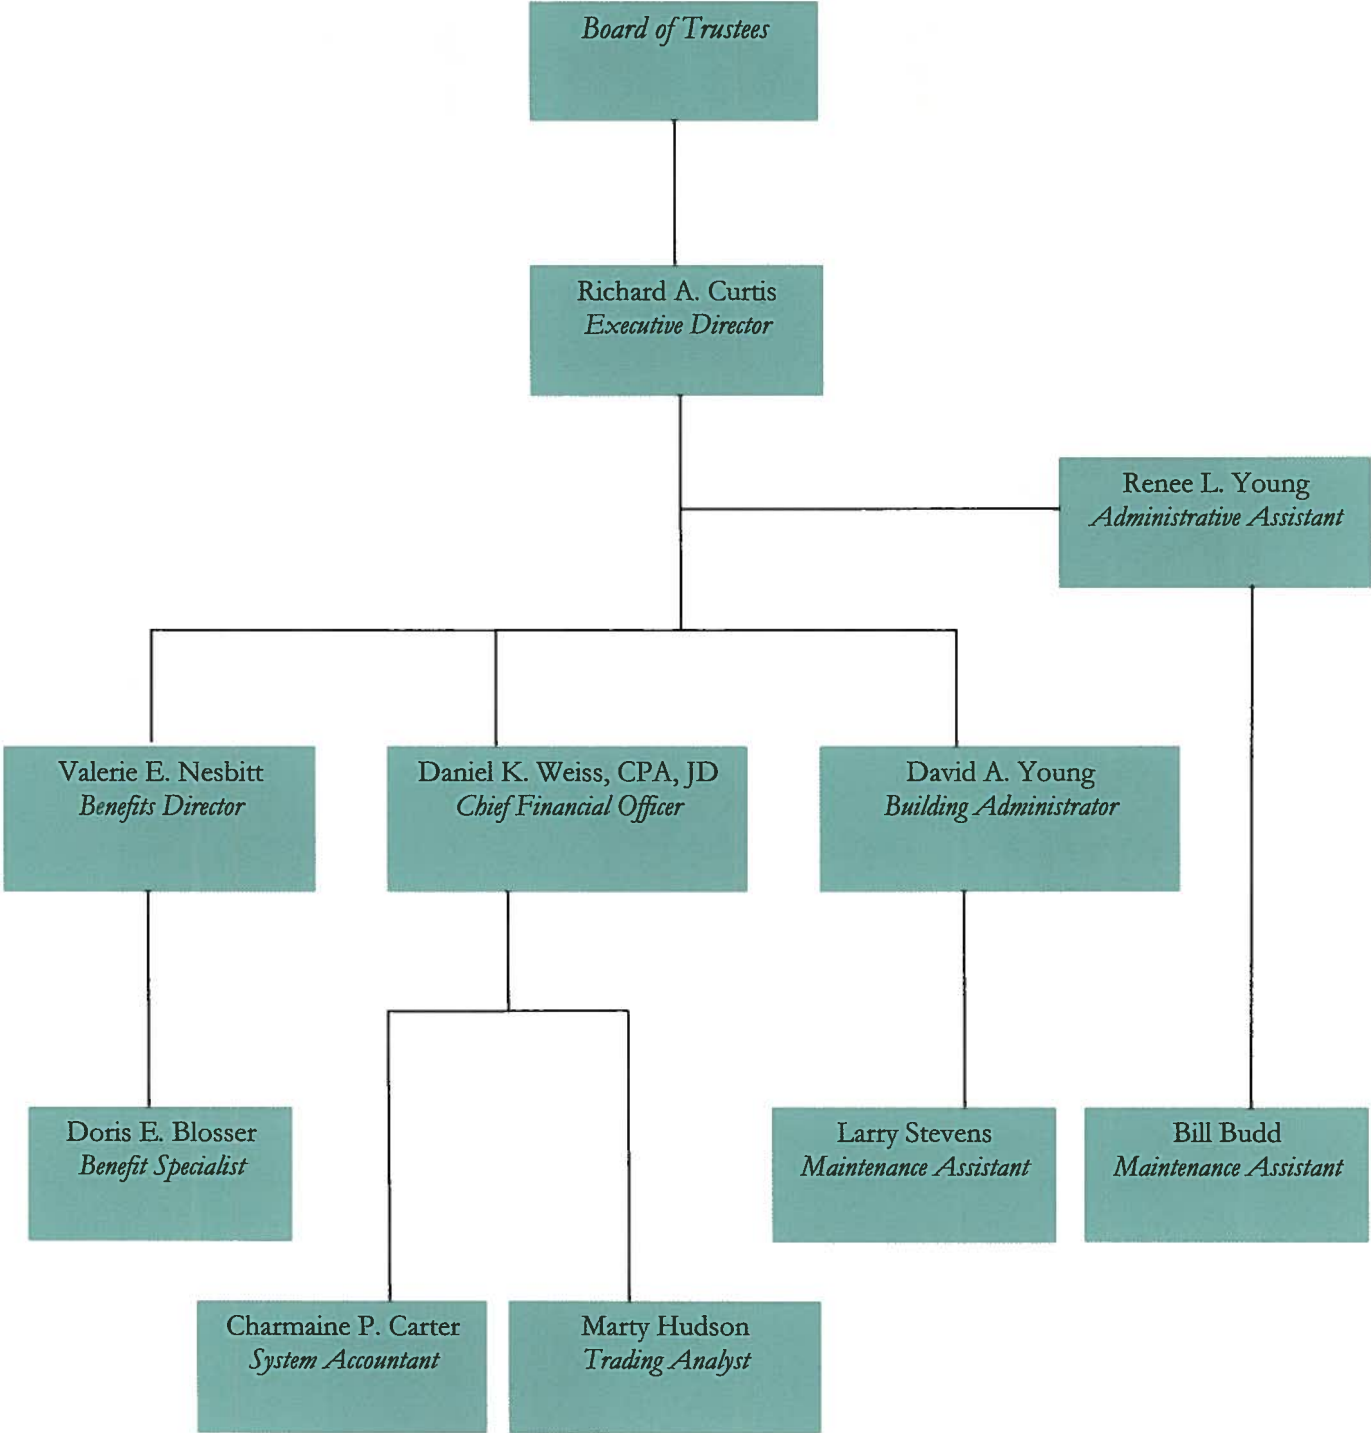 Board of Trustees
Richard A. Curtis
Executive Director
Renee L. Young
Administrative Assistant
Valerie E. Nesbitt
Benefits Director
Daniel K. Weiss, CPA, JD
Chief Financial Officer
David A. Young
Building Administrator
Doris E. Blosser
Benefit Specialist
Larry Stevens
Maintenance Assistant
Bill Budd
Maintenance Assistant
Charmaine P. Carter
System Accountant
Marty Hudson
Trading Analyst